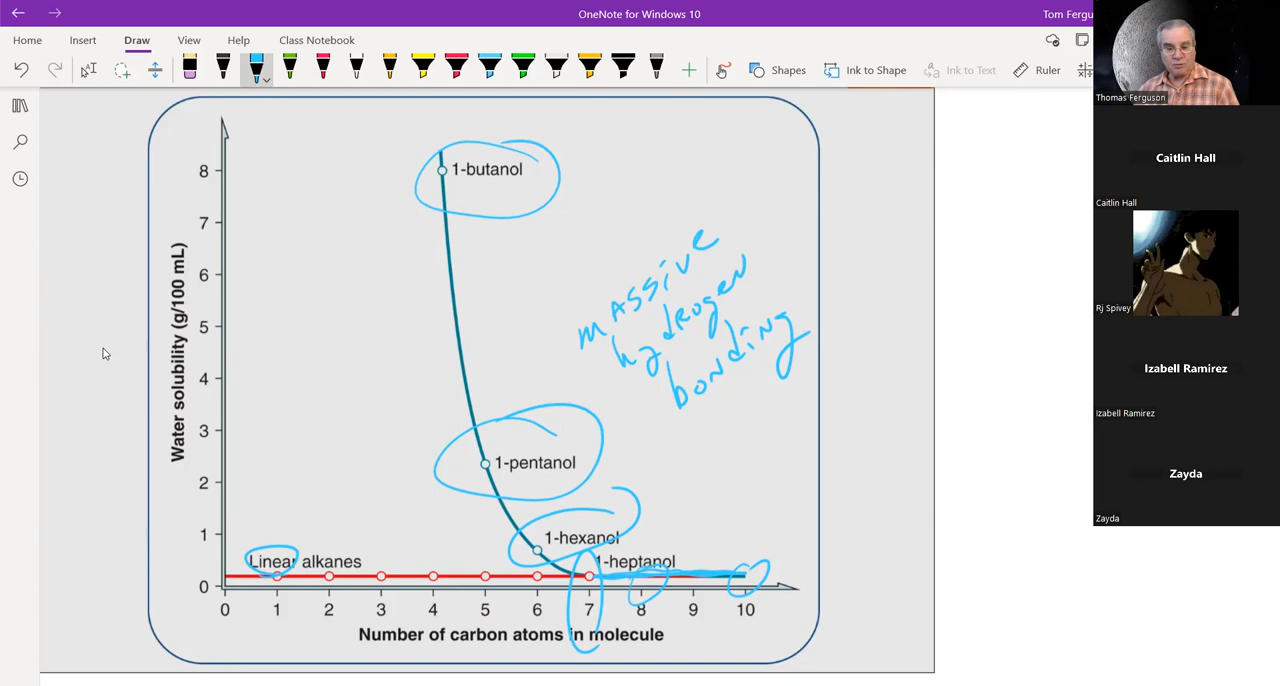 OneNote for Windows 10
Tom Fergu
Home Insert Draw View Help Class Notebook
Shapes Ink to Shape Ink to Text Ruler
8
7
6
5
4
3
2
1
0
Water solubility (g/100 mL)
1-butanol
massive
hydrogen
bonding
1-pentanol
1-hexanol
Linear alkanes
1-heptanol
0 1 2 3 4 5 6 7 8 9 10
Number of carbon atoms in molecule
Thomas Ferguson
Caitlin Hall
Caitlin Hall
Rj Spivey
Izabell Ramirez
Izabell Ramirez
Zayda
Zayda